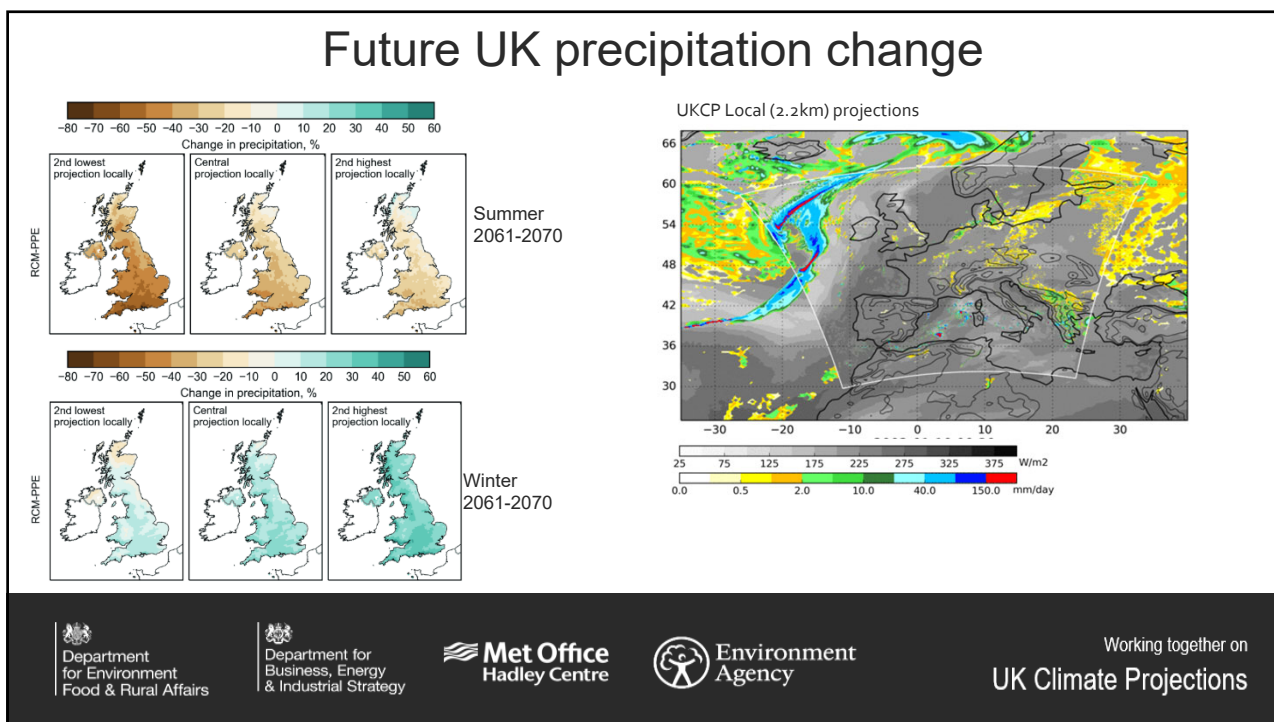 Future UK precipitation change
−80 −70 −60 −50 −40 −30 −20 −10 0 10 20 30 40 50 60
Change in precipitation, %
2nd lowest
projection locally
Central
projection locally
2nd highest
projection locally
RCM-PPE
Summer
2061-2070
−80 −70 −60 −50 −40 −30 −20 −10 0 10 20 30 40 50 60
Change in precipitation, %
2nd lowest
projection locally
Central
projection locally
2nd highest
projection locally
RCM-PPE
Winter
2061-2070
UKCP Local (2.2km) projections
66
60
54
48
42
36
30
−30 −20 −10 0 10 20 30
25 75 125 175 225 275 325 375 W/m2
0.0 0.5 2.0 10.0 40.0 150.0 mm/day
Department
for Environment
Food & Rural Affairs
Department for
Business, Energy
& Industrial Strategy
Met Office
Hadley Centre
Environment
Agency
Working together on
UK Climate Projections